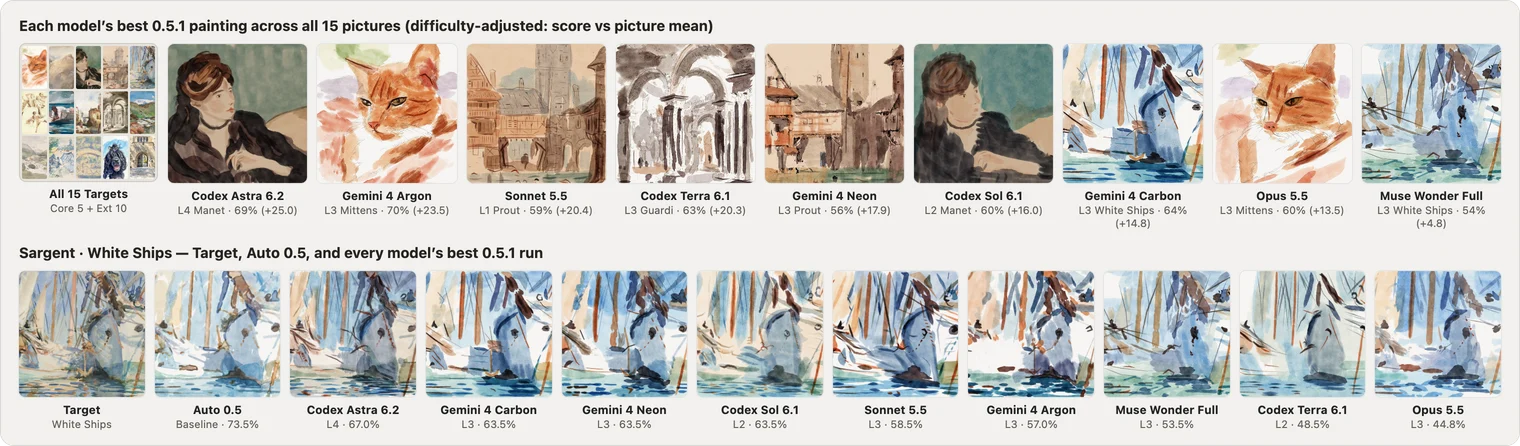 Each model’s best 0.5.1 painting across all 15 pictures (difficulty-adjusted: score vs picture mean)
All 15 Targets
Core 5 + Ext 10
Codex Astra 6.2
L4 Manet · 69% (+25.0)
Gemini 4 Argon
L3 Mittens · 70% (+23.5)
Sonnet 5.5
L1 Prout · 59% (+20.4)
Codex Terra 6.1
L3 Guardi · 63% (+20.3)
Gemini 4 Neon
L3 Prout · 56% (+17.9)
Codex Sol 6.1
L2 Manet · 60% (+16.0)
Gemini 4 Carbon
L3 White Ships · 64%
(+14.8)
Opus 5.5
L3 Mittens · 60% (+13.5)
Muse Wonder Full
L3 White Ships · 54%
(+4.8)
Sargent · White Ships — Target, Auto 0.5, and every model’s best 0.5.1 run
Target
White Ships
Auto 0.5
Baseline · 73.5%
Codex Astra 6.2
L4 · 67.0%
Gemini 4 Carbon
L3 · 63.5%
Gemini 4 Neon
L3 · 63.5%
Codex Sol 6.1
L2 · 63.5%
Sonnet 5.5
L3 · 58.5%
Gemini 4 Argon
L3 · 57.0%
Muse Wonder Full
L3 · 53.5%
Codex Terra 6.1
L2 · 48.5%
Opus 5.5
L3 · 44.8%